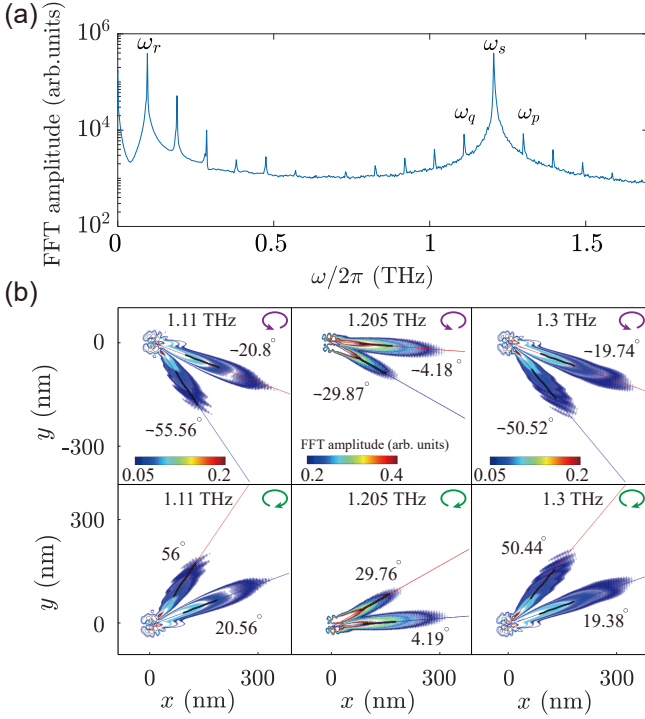 (a)
FFT amplitude (arb.units)
10^6
10^4
10^2
ω_r
ω_s
ω_q
ω_p
0
0.5
1
1.5
ω/2π (THz)
(b)
y (nm)
0
-300
1.11 THz
−20.8°
−55.56°
0.05 0.2
1.205 THz
−4.18°
−29.87°
FFT amplitude (arb. units)
0.2 0.4
1.3 THz
−19.74°
−50.52°
0.05 0.2
y (nm)
300
0
1.11 THz
56°
20.56°
1.205 THz
29.76°
4.19°
1.3 THz
50.44°
19.38°
0 300
0 300
0 300
x (nm)
x (nm)
x (nm)